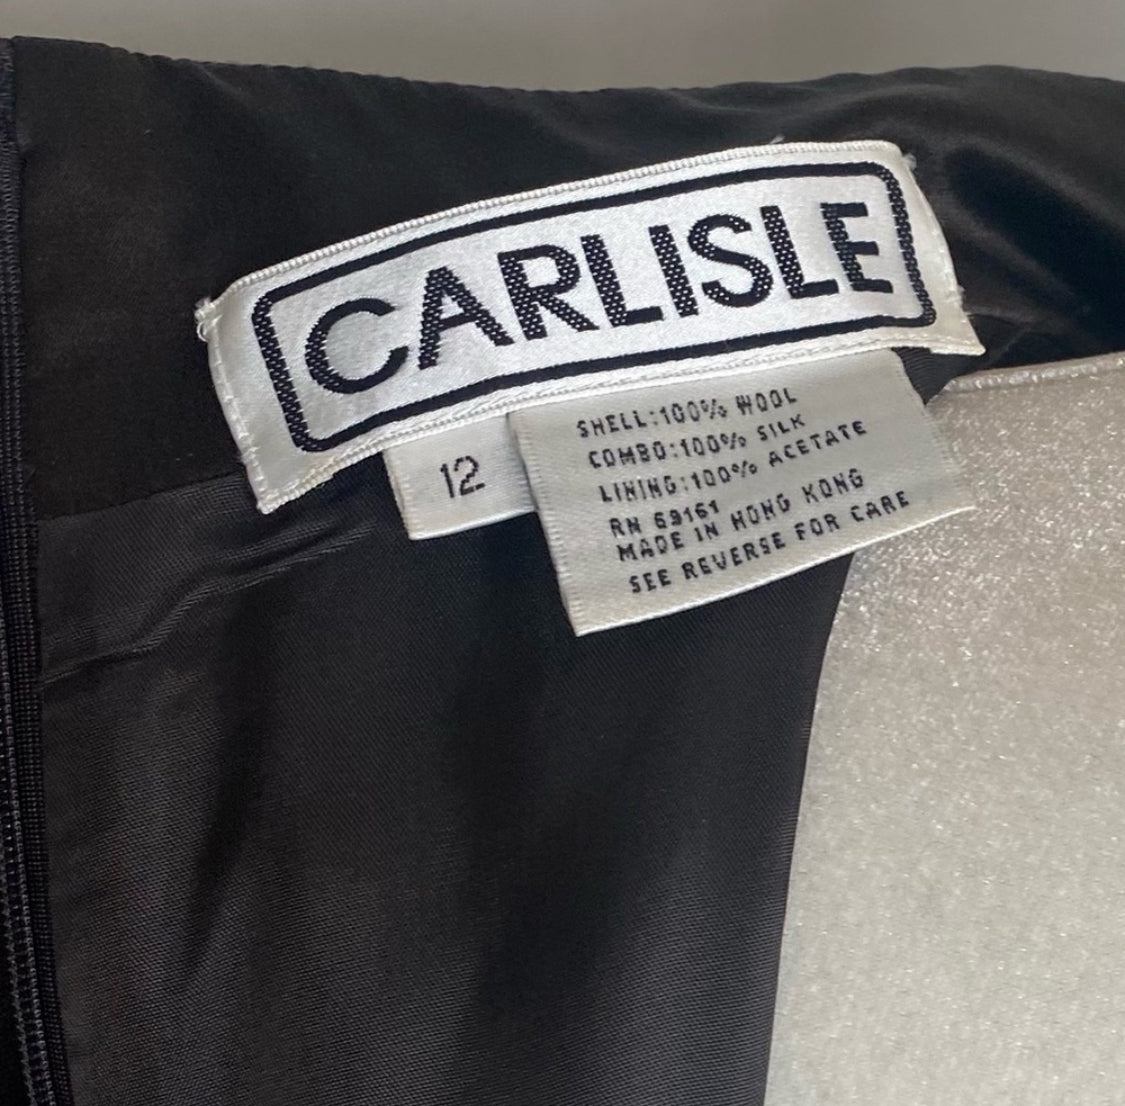 CARLISLE
12
SHELL:100% WOOL
COMBO:100% SILK
LINING:100% ACETATE
RN 69161
MADE IN HONG KONG
SEE REVERSE FOR CARE